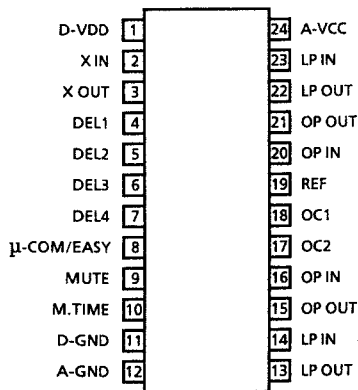 D-VDD 1 24 A-VCC
X IN 2 23 LP IN
X OUT 3 22 LP OUT
DEL1 4 21 OP OUT
DEL2 5 20 OP IN
DEL3 6 19 REF
DEL4 7 18 OC1
μ-COM/EASY 8 17 OC2
MUTE 9 16 OP IN
M.TIME 10 15 OP OUT
D-GND 11 14 LP IN
A-GND 12 13 LP OUT